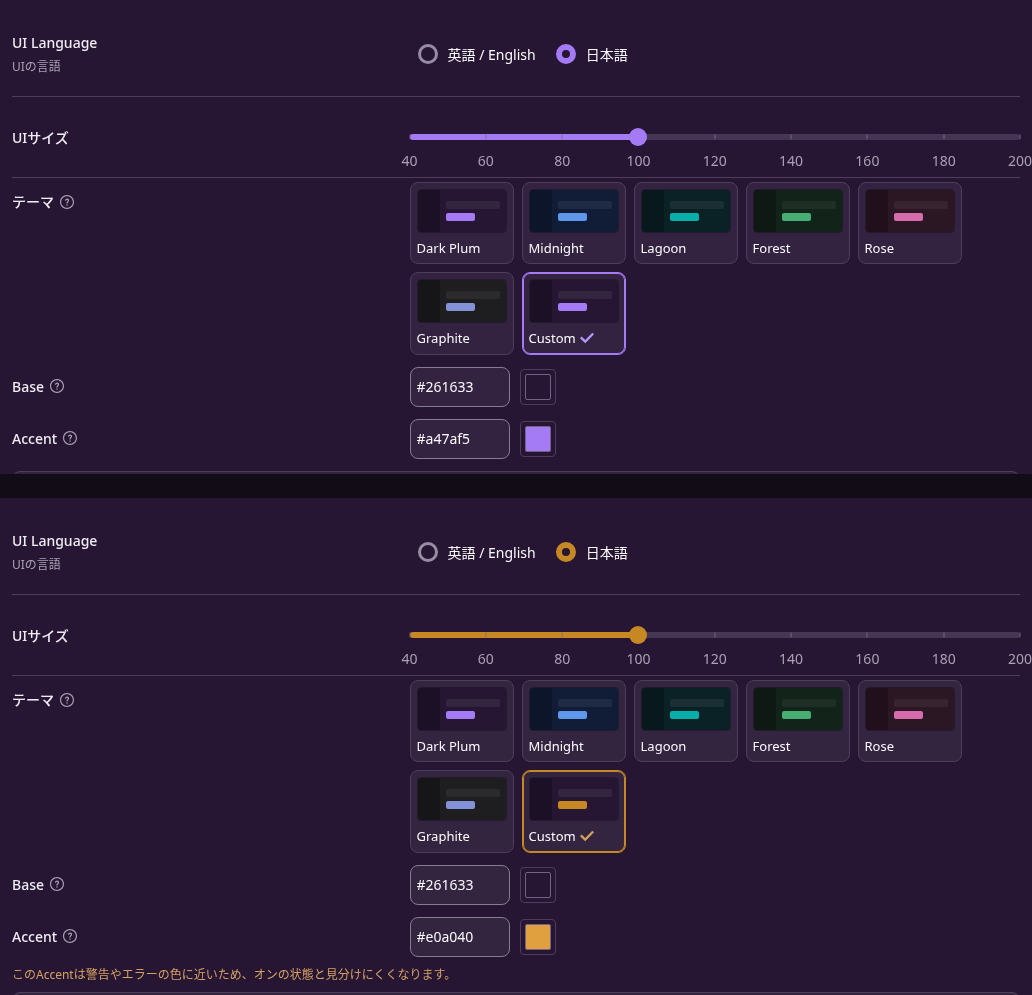 UI Language
UIの言語
英語 / English 日本語
UIサイズ
40 60 80 100 120 140 160 180 200
テーマ ?
Dark Plum Midnight Lagoon Forest Rose
Graphite Custom
Base ? #261633
Accent ? #a47af5
UI Language
UIの言語
英語 / English 日本語
UIサイズ
40 60 80 100 120 140 160 180 200
テーマ ?
Dark Plum Midnight Lagoon Forest Rose
Graphite Custom
Base ? #261633
Accent ? #e0a040
このAccentは警告やエラーの色に近いため、オンの状態と見分けにくくなります。